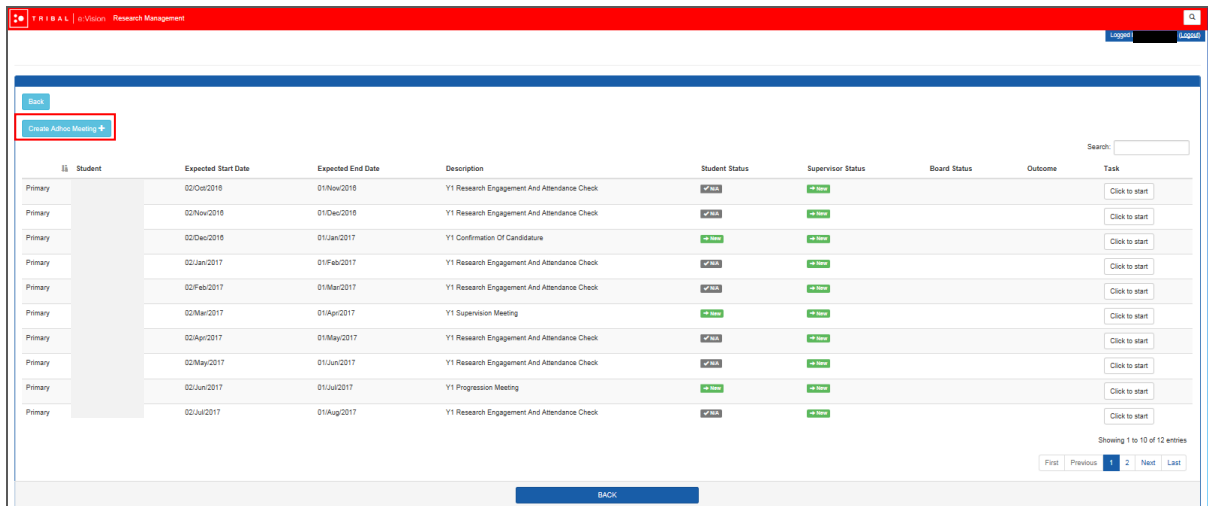 TRIBAL e:Vision Research Management
Logged (Logout)
Back
Create Adhoc Meeting
Search:
Student Expected Start Date Expected End Date Description Student Status Supervisor Status Board Status Outcome Task
Primary 02/Oct/2016 01/Nov/2016 Y1 Research Engagement And Attendance Check N/A New Click to start
Primary 02/Nov/2016 01/Dec/2016 Y1 Research Engagement And Attendance Check N/A New Click to start
Primary 02/Dec/2016 01/Jan/2017 Y1 Confirmation Of Candidature New New Click to start
Primary 02/Jan/2017 01/Feb/2017 Y1 Research Engagement And Attendance Check N/A New Click to start
Primary 02/Feb/2017 01/Mar/2017 Y1 Research Engagement And Attendance Check N/A New Click to start
Primary 02/Mar/2017 01/Apr/2017 Y1 Supervision Meeting New New Click to start
Primary 02/Apr/2017 01/May/2017 Y1 Research Engagement And Attendance Check N/A New Click to start
Primary 02/May/2017 01/Jun/2017 Y1 Research Engagement And Attendance Check N/A New Click to start
Primary 02/Jun/2017 01/Jul/2017 Y1 Progression Meeting New New Click to start
Primary 02/Jul/2017 01/Aug/2017 Y1 Research Engagement And Attendance Check N/A New Click to start
Showing 1 to 10 of 12 entries
First Previous 1 2 Next Last
BACK